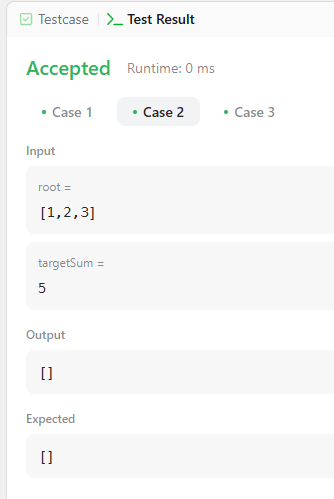 Testcase Test Result
Accepted Runtime: 0 ms
Case 1 Case 2 Case 3
Input
root =
[1,2,3]
targetSum =
5
Output
[]
Expected
[]